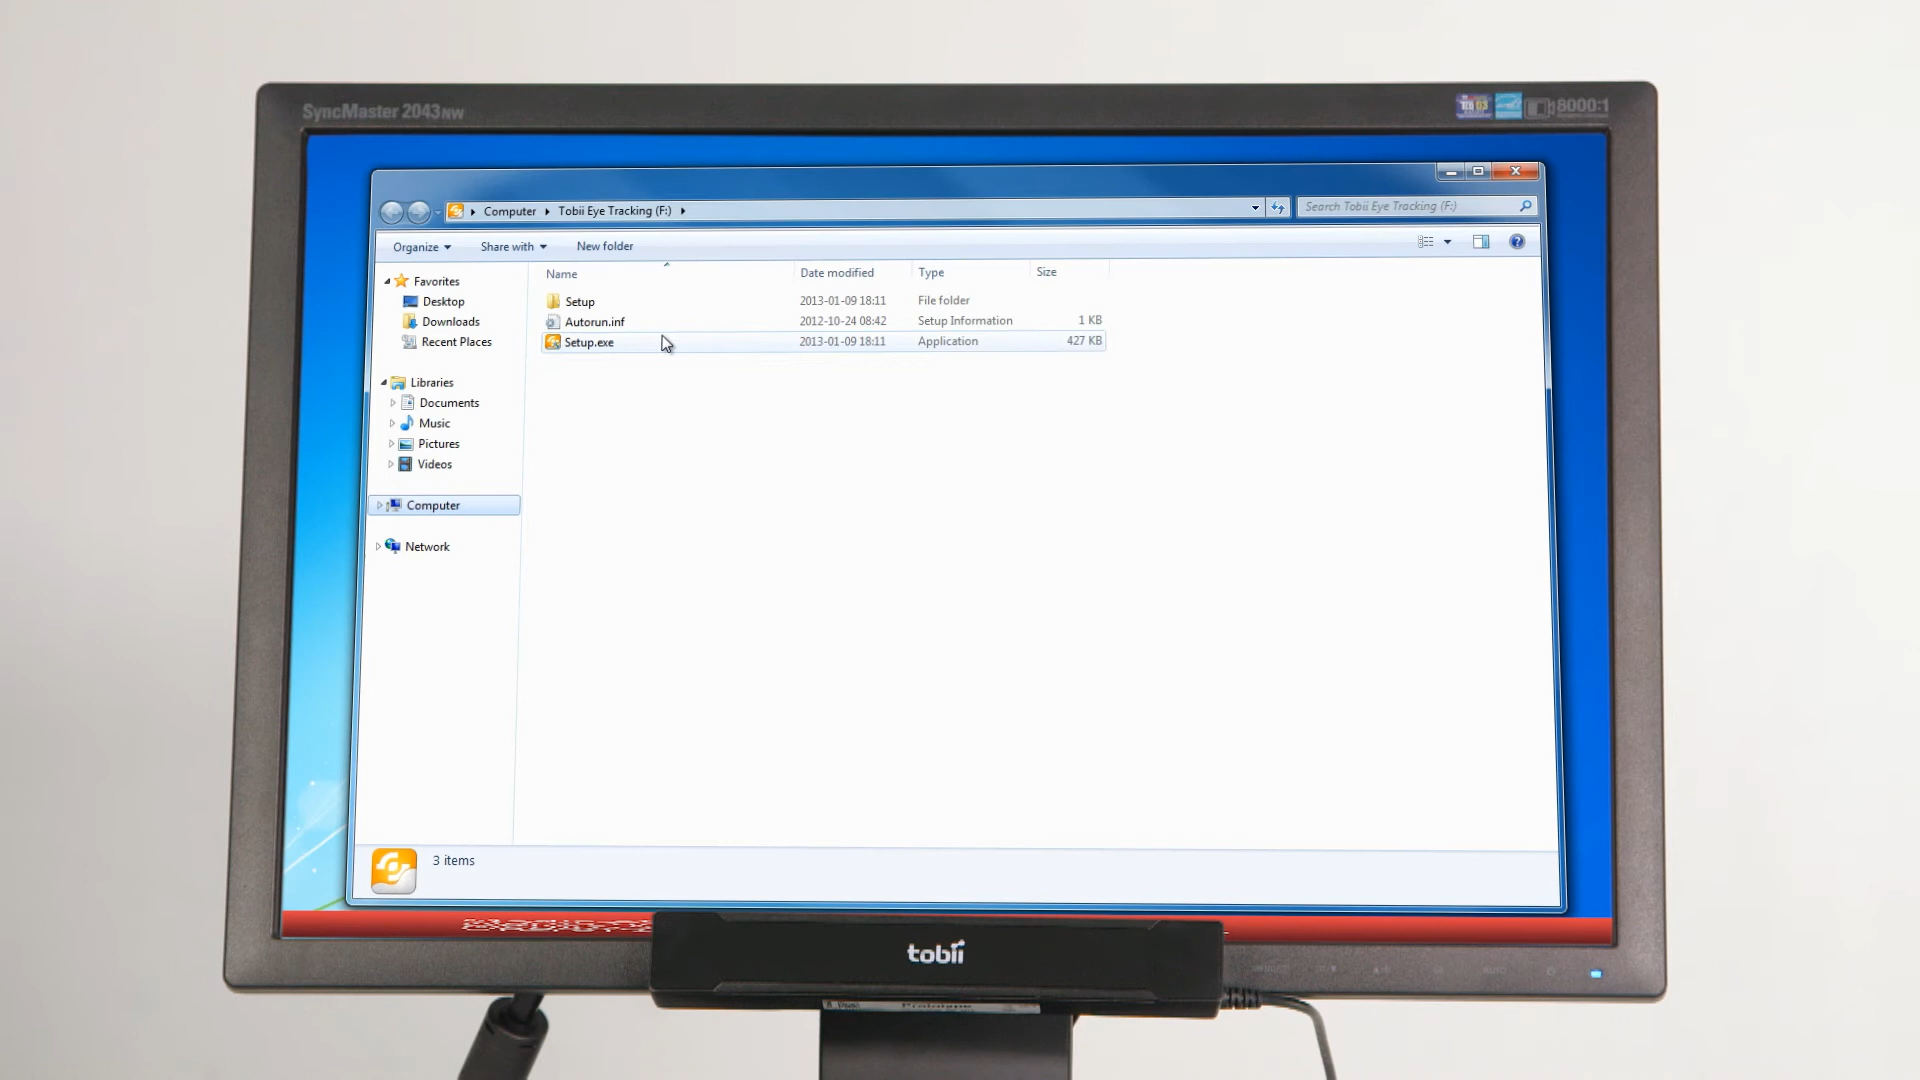 SyncMaster 2043NW
8000:1
Computer Tobii Eye Tracking (F:)
Search Tobii Eye Tracking (F:)
Organize Share with New folder
Name Date modified Type Size
Setup 2013-01-09 18:11 File folder
Autorun.inf 2012-10-24 08:42 Setup Information 1 KB
Setup.exe 2013-01-09 18:11 Application 427 KB
Favorites
Desktop
Downloads
Recent Places
Libraries
Documents
Music
Pictures
Videos
Computer
Network
3 items
tobii